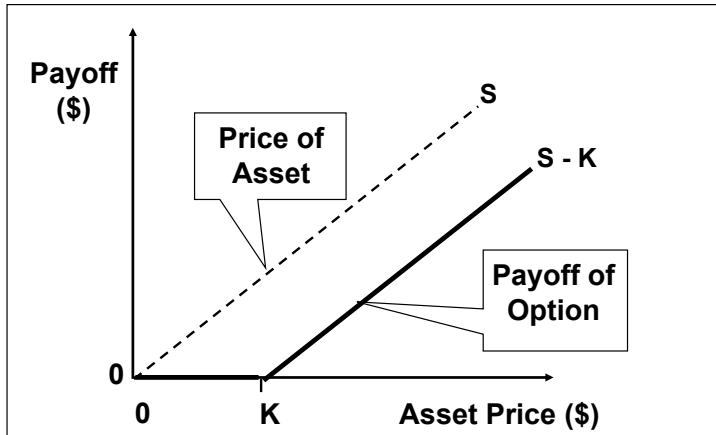 Payoff
($)
S
Price of
Asset
S - K
Payoff of
Option
0
0
K
Asset Price ($)